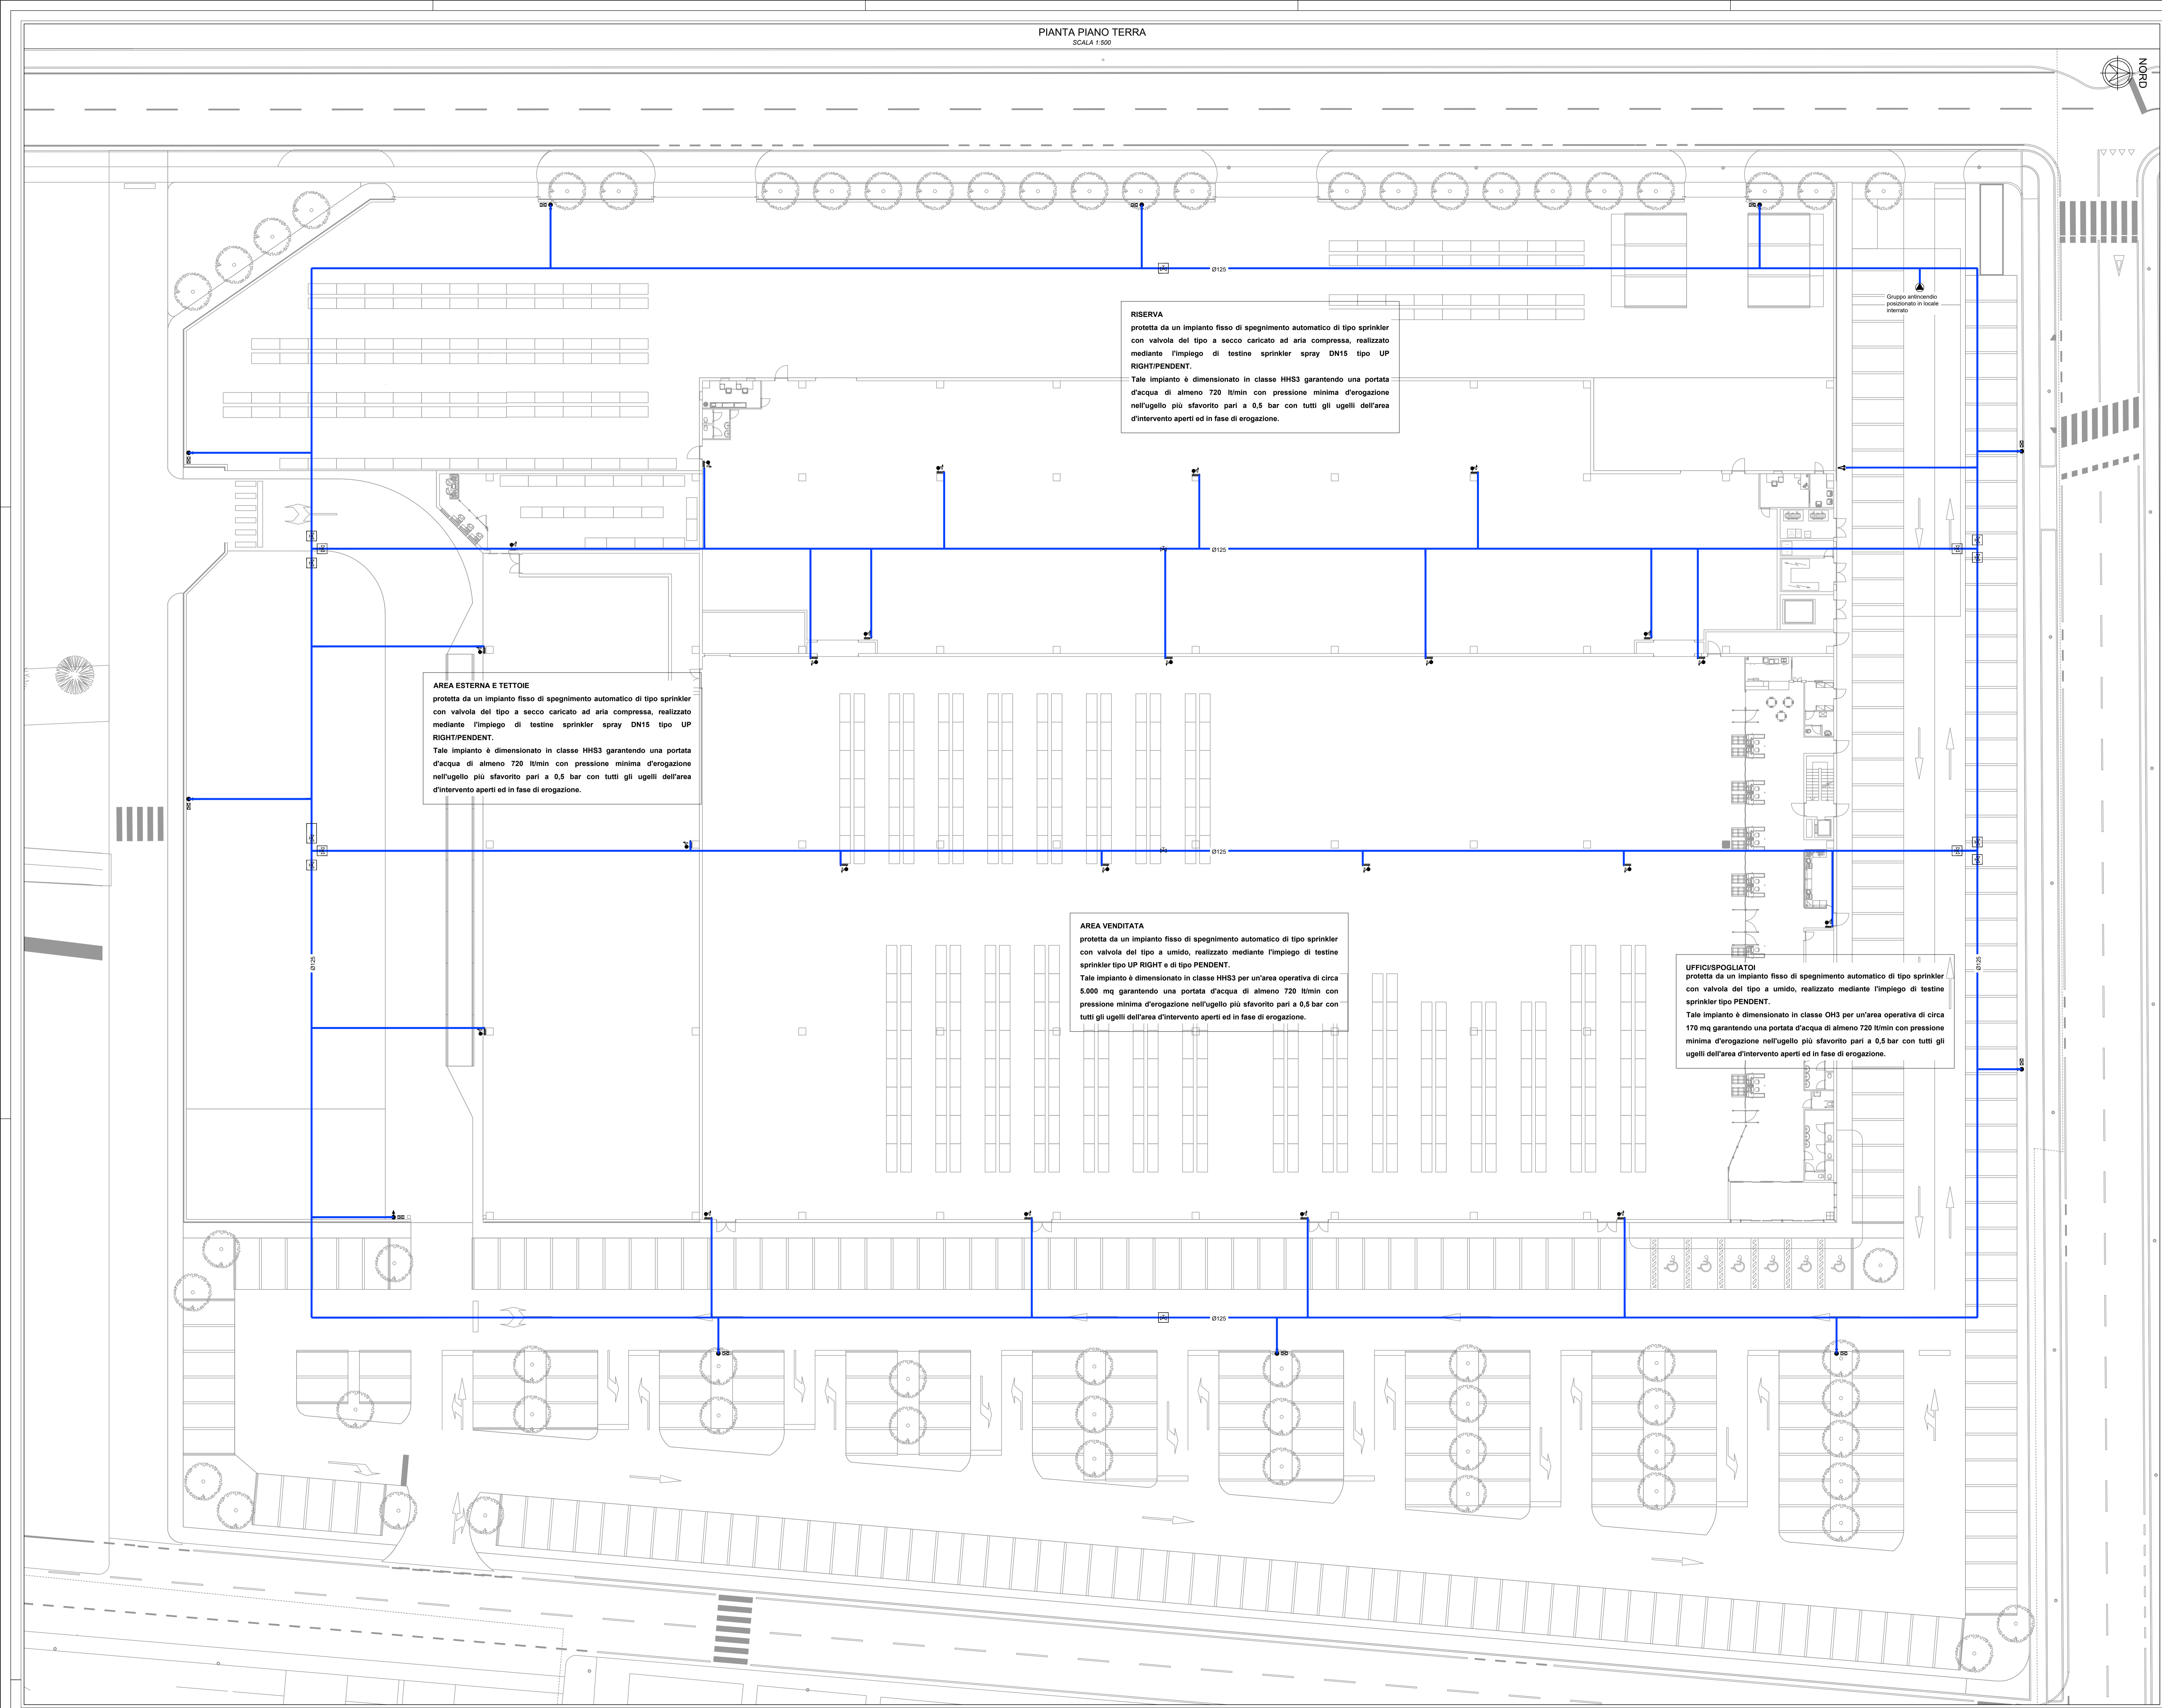 PIANTA PIANO TERRA
SCALA 1:500
NORD
Ø125
Gruppo antincendio
posizionato in locale
interrato
RISERVA
protetta da un impianto fisso di spegnimento automatico di tipo sprinkler
con valvola del tipo a secco caricato ad aria compressa, realizzato
mediante l'impiego di testine sprinkler spray DN15 tipo UP
RIGHT/PENDENT.
Tale impianto è dimensionato in classe HHS3 garantendo una portata
d'acqua di almeno 720 lt/min con pressione minima d'erogazione
nell'ugello più sfavorito pari a 0,5 bar con tutti gli ugelli dell'area
d'intervento aperti ed in fase di erogazione.
Ø125
AREA ESTERNA E TETTOIE
protetta da un impianto fisso di spegnimento automatico di tipo sprinkler
con valvola del tipo a secco caricato ad aria compressa, realizzato
mediante l'impiego di testine sprinkler spray DN15 tipo UP
RIGHT/PENDENT.
Tale impianto è dimensionato in classe HHS3 garantendo una portata
d'acqua di almeno 720 lt/min con pressione minima d'erogazione
nell'ugello più sfavorito pari a 0,5 bar con tutti gli ugelli dell'area
d'intervento aperti ed in fase di erogazione.
Ø125
AREA VENDITATA
protetta da un impianto fisso di spegnimento automatico di tipo sprinkler
con valvola del tipo a umido, realizzato mediante l'impiego di testine
sprinkler tipo UP RIGHT e di tipo PENDENT.
Tale impianto è dimensionato in classe HHS3 per un'area operativa di circa
5.000 mq garantendo una portata d'acqua di almeno 720 lt/min con
pressione minima d'erogazione nell'ugello più sfavorito pari a 0,5 bar con
tutti gli ugelli dell'area d'intervento aperti ed in fase di erogazione.
Ø125
Ø125
UFFICI/SPOGLIATOI
protetta da un impianto fisso di spegnimento automatico di tipo sprinkler
con valvola del tipo a umido, realizzato mediante l'impiego di testine
sprinkler tipo PENDENT.
Tale impianto è dimensionato in classe OH3 per un'area operativa di circa
170 mq garantendo una portata d'acqua di almeno 720 lt/min con pressione
minima d'erogazione nell'ugello più sfavorito pari a 0,5 bar con tutti gli
ugelli dell'area d'intervento aperti ed in fase di erogazione.
Ø125